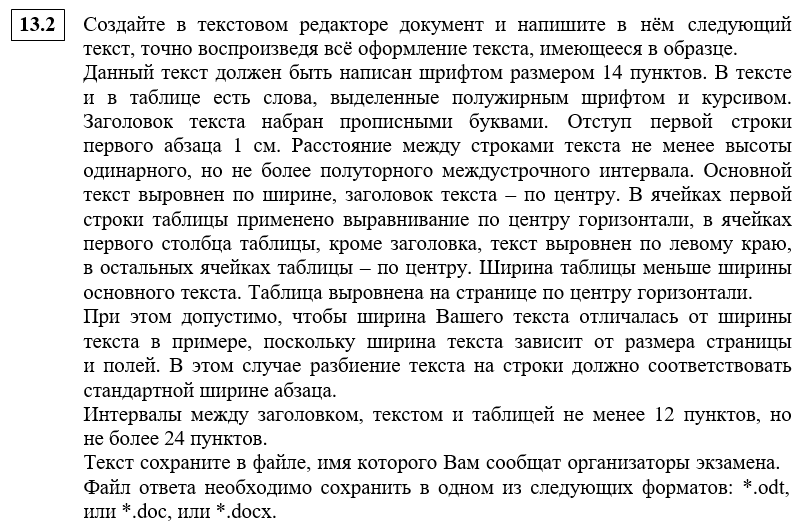 13.2 Создайте в текстовом редакторе документ и напишите в нём следующий
текст, точно воспроизведя всё оформление текста, имеющееся в образце.
Данный текст должен быть написан шрифтом размером 14 пунктов. В тексте
и в таблице есть слова, выделенные полужирным шрифтом и курсивом.
Заголовок текста набран прописными буквами. Отступ первой строки
первого абзаца 1 см. Расстояние между строками текста не менее высоты
одинарного, но не более полуторного междустрочного интервала. Основной
текст выровнен по ширине, заголовок текста – по центру. В ячейках первой
строки таблицы применено выравнивание по центру горизонтали, в ячейках
первого столбца таблицы, кроме заголовка, текст выровнен по левому краю,
в остальных ячейках таблицы – по центру. Ширина таблицы меньше ширины
основного текста. Таблица выровнена на странице по центру горизонтали.
При этом допустимо, чтобы ширина Вашего текста отличалась от ширины
текста в примере, поскольку ширина текста зависит от размера страницы
и полей. В этом случае разбиение текста на строки должно соответствовать
стандартной ширине абзаца.
Интервалы между заголовком, текстом и таблицей не менее 12 пунктов, но
не более 24 пунктов.
Текст сохраните в файле, имя которого Вам сообщат организаторы экзамена.
Файл ответа необходимо сохранить в одном из следующих форматов: *.odt,
или *.doc, или *.docx.